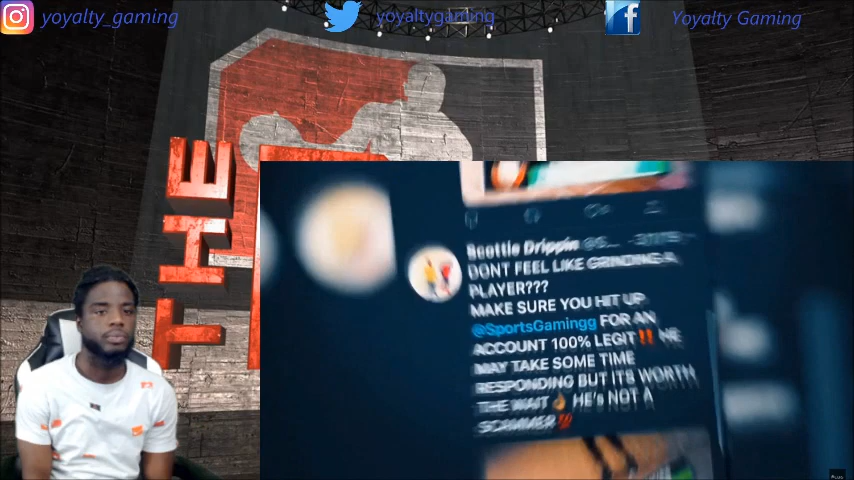 yoyalty_gaming
yoyaltygaming
Yoyalty Gaming
THE
Scottie Drippin
DONT FEEL LIKE GRINDING A
PLAYER???
MAKE SURE YOU HIT UP
@SportsGamingg FOR AN
ACCOUNT 100% LEGIT‼️ HE
MAY TAKE SOME TIME
RESPONDING BUT ITS WORTH
THE WAIT👌 HE's NOT A
SCAMMER💯